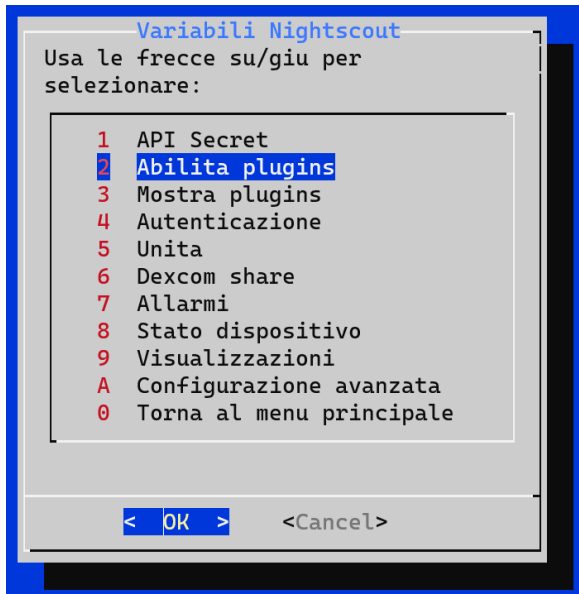 Variabili Nightscout
Usa le frecce su/giu per
selezionare:
1 API Secret
2 Abilita plugins
3 Mostra plugins
4 Autenticazione
5 Unita
6 Dexcom share
7 Allarmi
8 Stato dispositivo
9 Visualizzazioni
A Configurazione avanzata
0 Torna al menu principale
< OK > <Cancel>